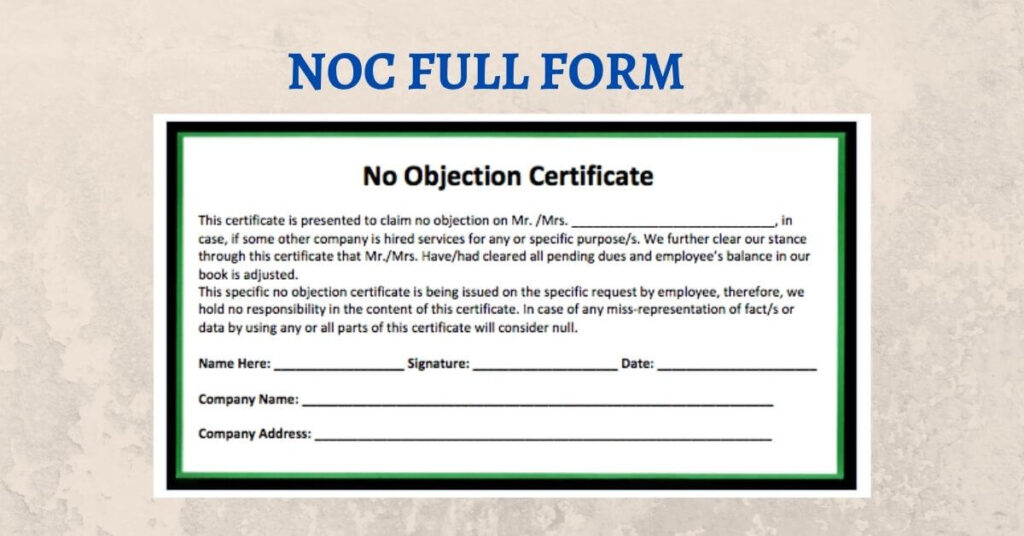 NOC FULL FORM
No Objection Certificate
This certificate is presented to claim no objection on Mr. /Mrs. ____________________________, in
case, if some other company is hired services for any or specific purpose/s. We further clear our stance
through this certificate that Mr./Mrs. Have/had cleared all pending dues and employee's balance in our
book is adjusted.
This specific no objection certificate is being issued on the specific request by employee, therefore, we
hold no responsibility in the content of this certificate. In case of any miss-representation of fact/s or
data by using any or all parts of this certificate will consider null.
Name Here: __________________ Signature: ____________________ Date: ______________________
Company Name: _________________________________________________________________
Company Address: _______________________________________________________________